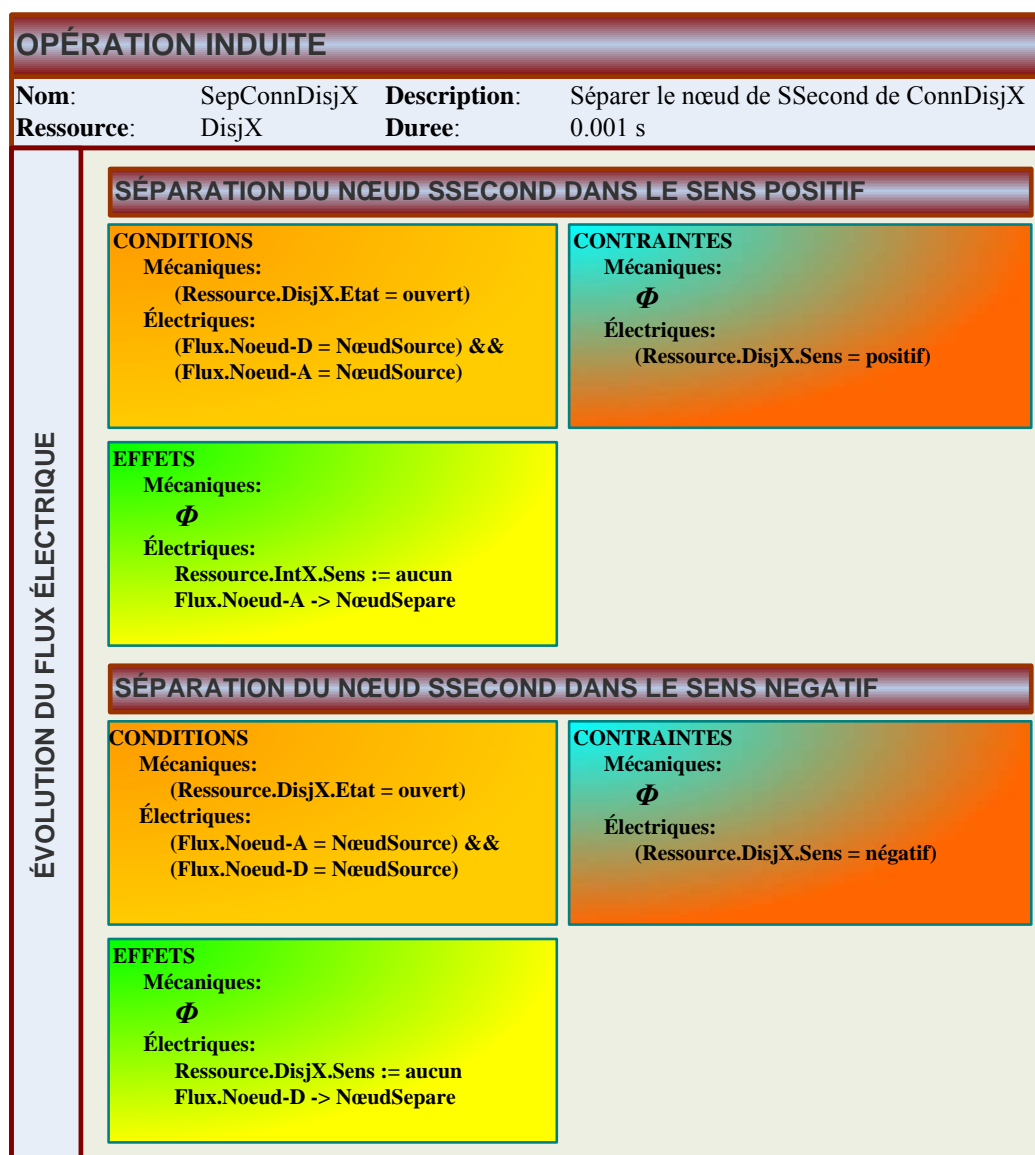 OPÉRATION INDUITE
Nom: SepConnDisjX Description: Séparer le nœud de SSecond de ConnDisjX
Ressource: DisjX Duree: 0.001 s
ÉVOLUTION DU FLUX ÉLECTRIQUE
SÉPARATION DU NŒUD SSECOND DANS LE SENS POSITIF
CONDITIONS
Mécaniques:
(Ressource.DisjX.Etat = ouvert)
Électriques:
(Flux.Noeud-D = NœudSource) &&
(Flux.Noeud-A = NœudSource)
CONTRAINTES
Mécaniques:
Φ
Électriques:
(Ressource.DisjX.Sens = positif)
EFFETS
Mécaniques:
Φ
Électriques:
Ressource.IntX.Sens := aucun
Flux.Noeud-A -> NœudSepare
SÉPARATION DU NŒUD SSECOND DANS LE SENS NEGATIF
CONDITIONS
Mécaniques:
(Ressource.DisjX.Etat = ouvert)
Électriques:
(Flux.Noeud-A = NœudSource) &&
(Flux.Noeud-D = NœudSource)
CONTRAINTES
Mécaniques:
Φ
Électriques:
(Ressource.DisjX.Sens = négatif)
EFFETS
Mécaniques:
Φ
Électriques:
Ressource.DisjX.Sens := aucun
Flux.Noeud-D -> NœudSepare